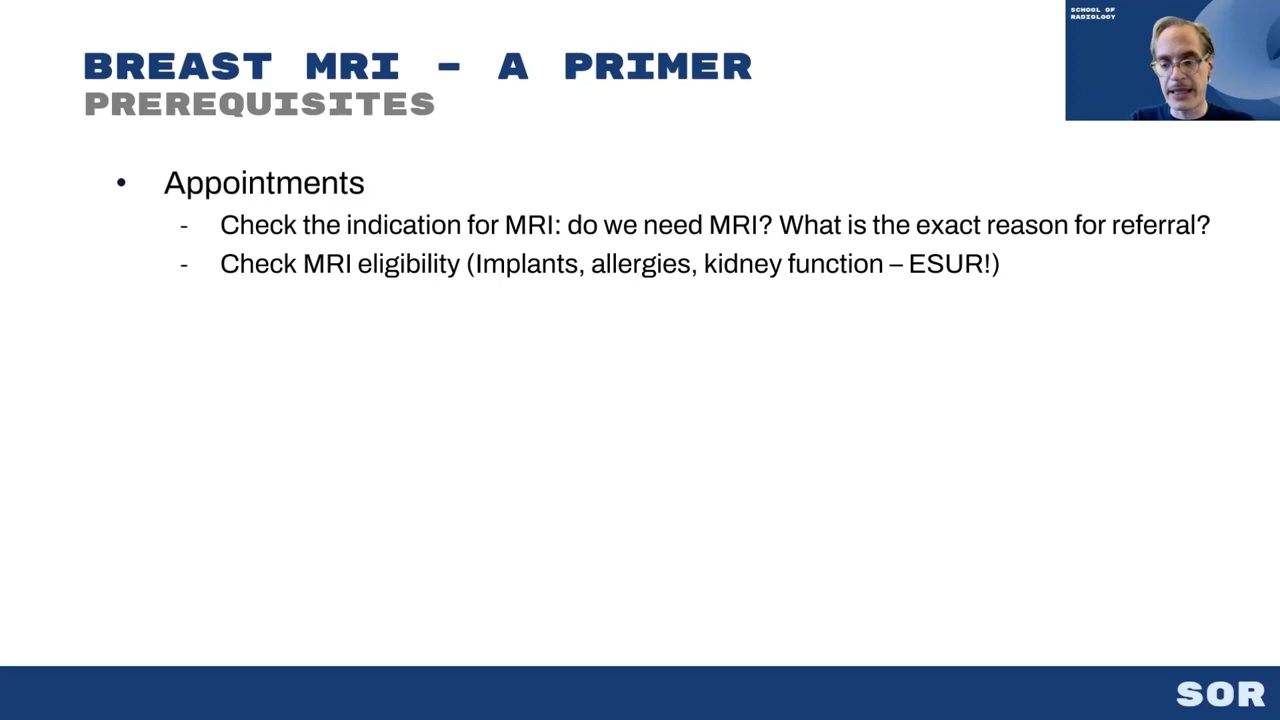 SCHOOL OF
RADIOLOGY
BREAST MRI – A PRIMER
PREREQUISITES
• Appointments
- Check the indication for MRI: do we need MRI? What is the exact reason for referral?
- Check MRI eligibility (Implants, allergies, kidney function – ESUR!)
SOR